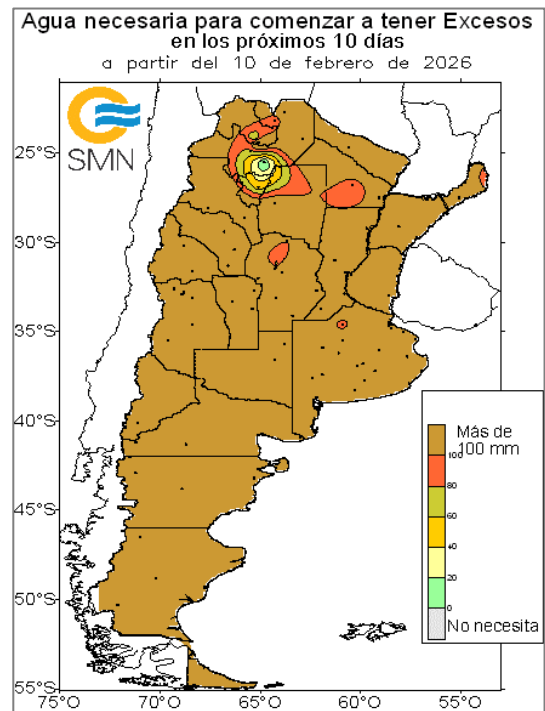 Agua necesaria para comenzar a tener Excesos
en los próximos 10 días
a partir del 10 de febrero de 2026
SMN
25°S
30°S
35°S
40°S
45°S
50°S
55°S
75°O
70°O
65°O
60°O
55°O
Más de
100 mm
100
80
60
40
20
0
No necesita